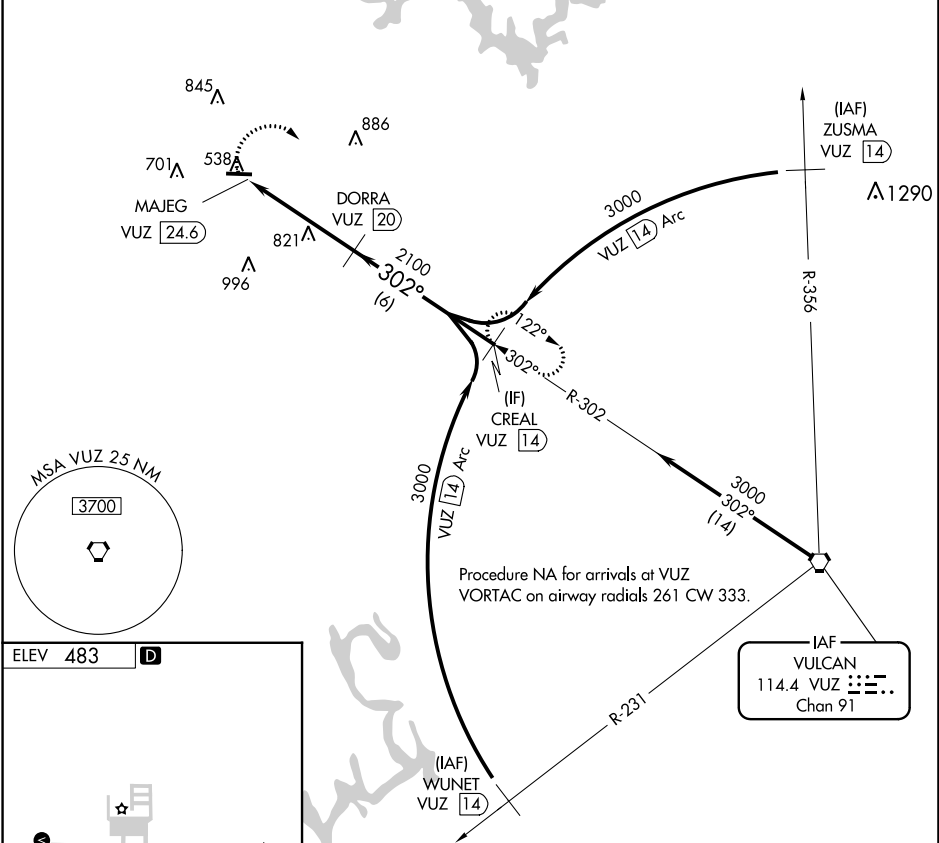 845
886
701
538
(IAF)
ZUSMA
VUZ 14
1290
MAJEG
VUZ 24.6
DORRA
VUZ 20
821
996
2100
302°
(6)
3000
VUZ 14 Arc
R-356
122°
302°
R-302
(IF)
CREAL
VUZ 14
MSA VUZ 25 NM
3700
3000
VUZ 14 Arc
3000
302°
(14)
Procedure NA for arrivals at VUZ
VORTAC on airway radials 261 CW 333.
IAF
VULCAN
114.4 VUZ
Chan 91
R-231
(IAF)
WUNET
VUZ 14
ELEV 483 D